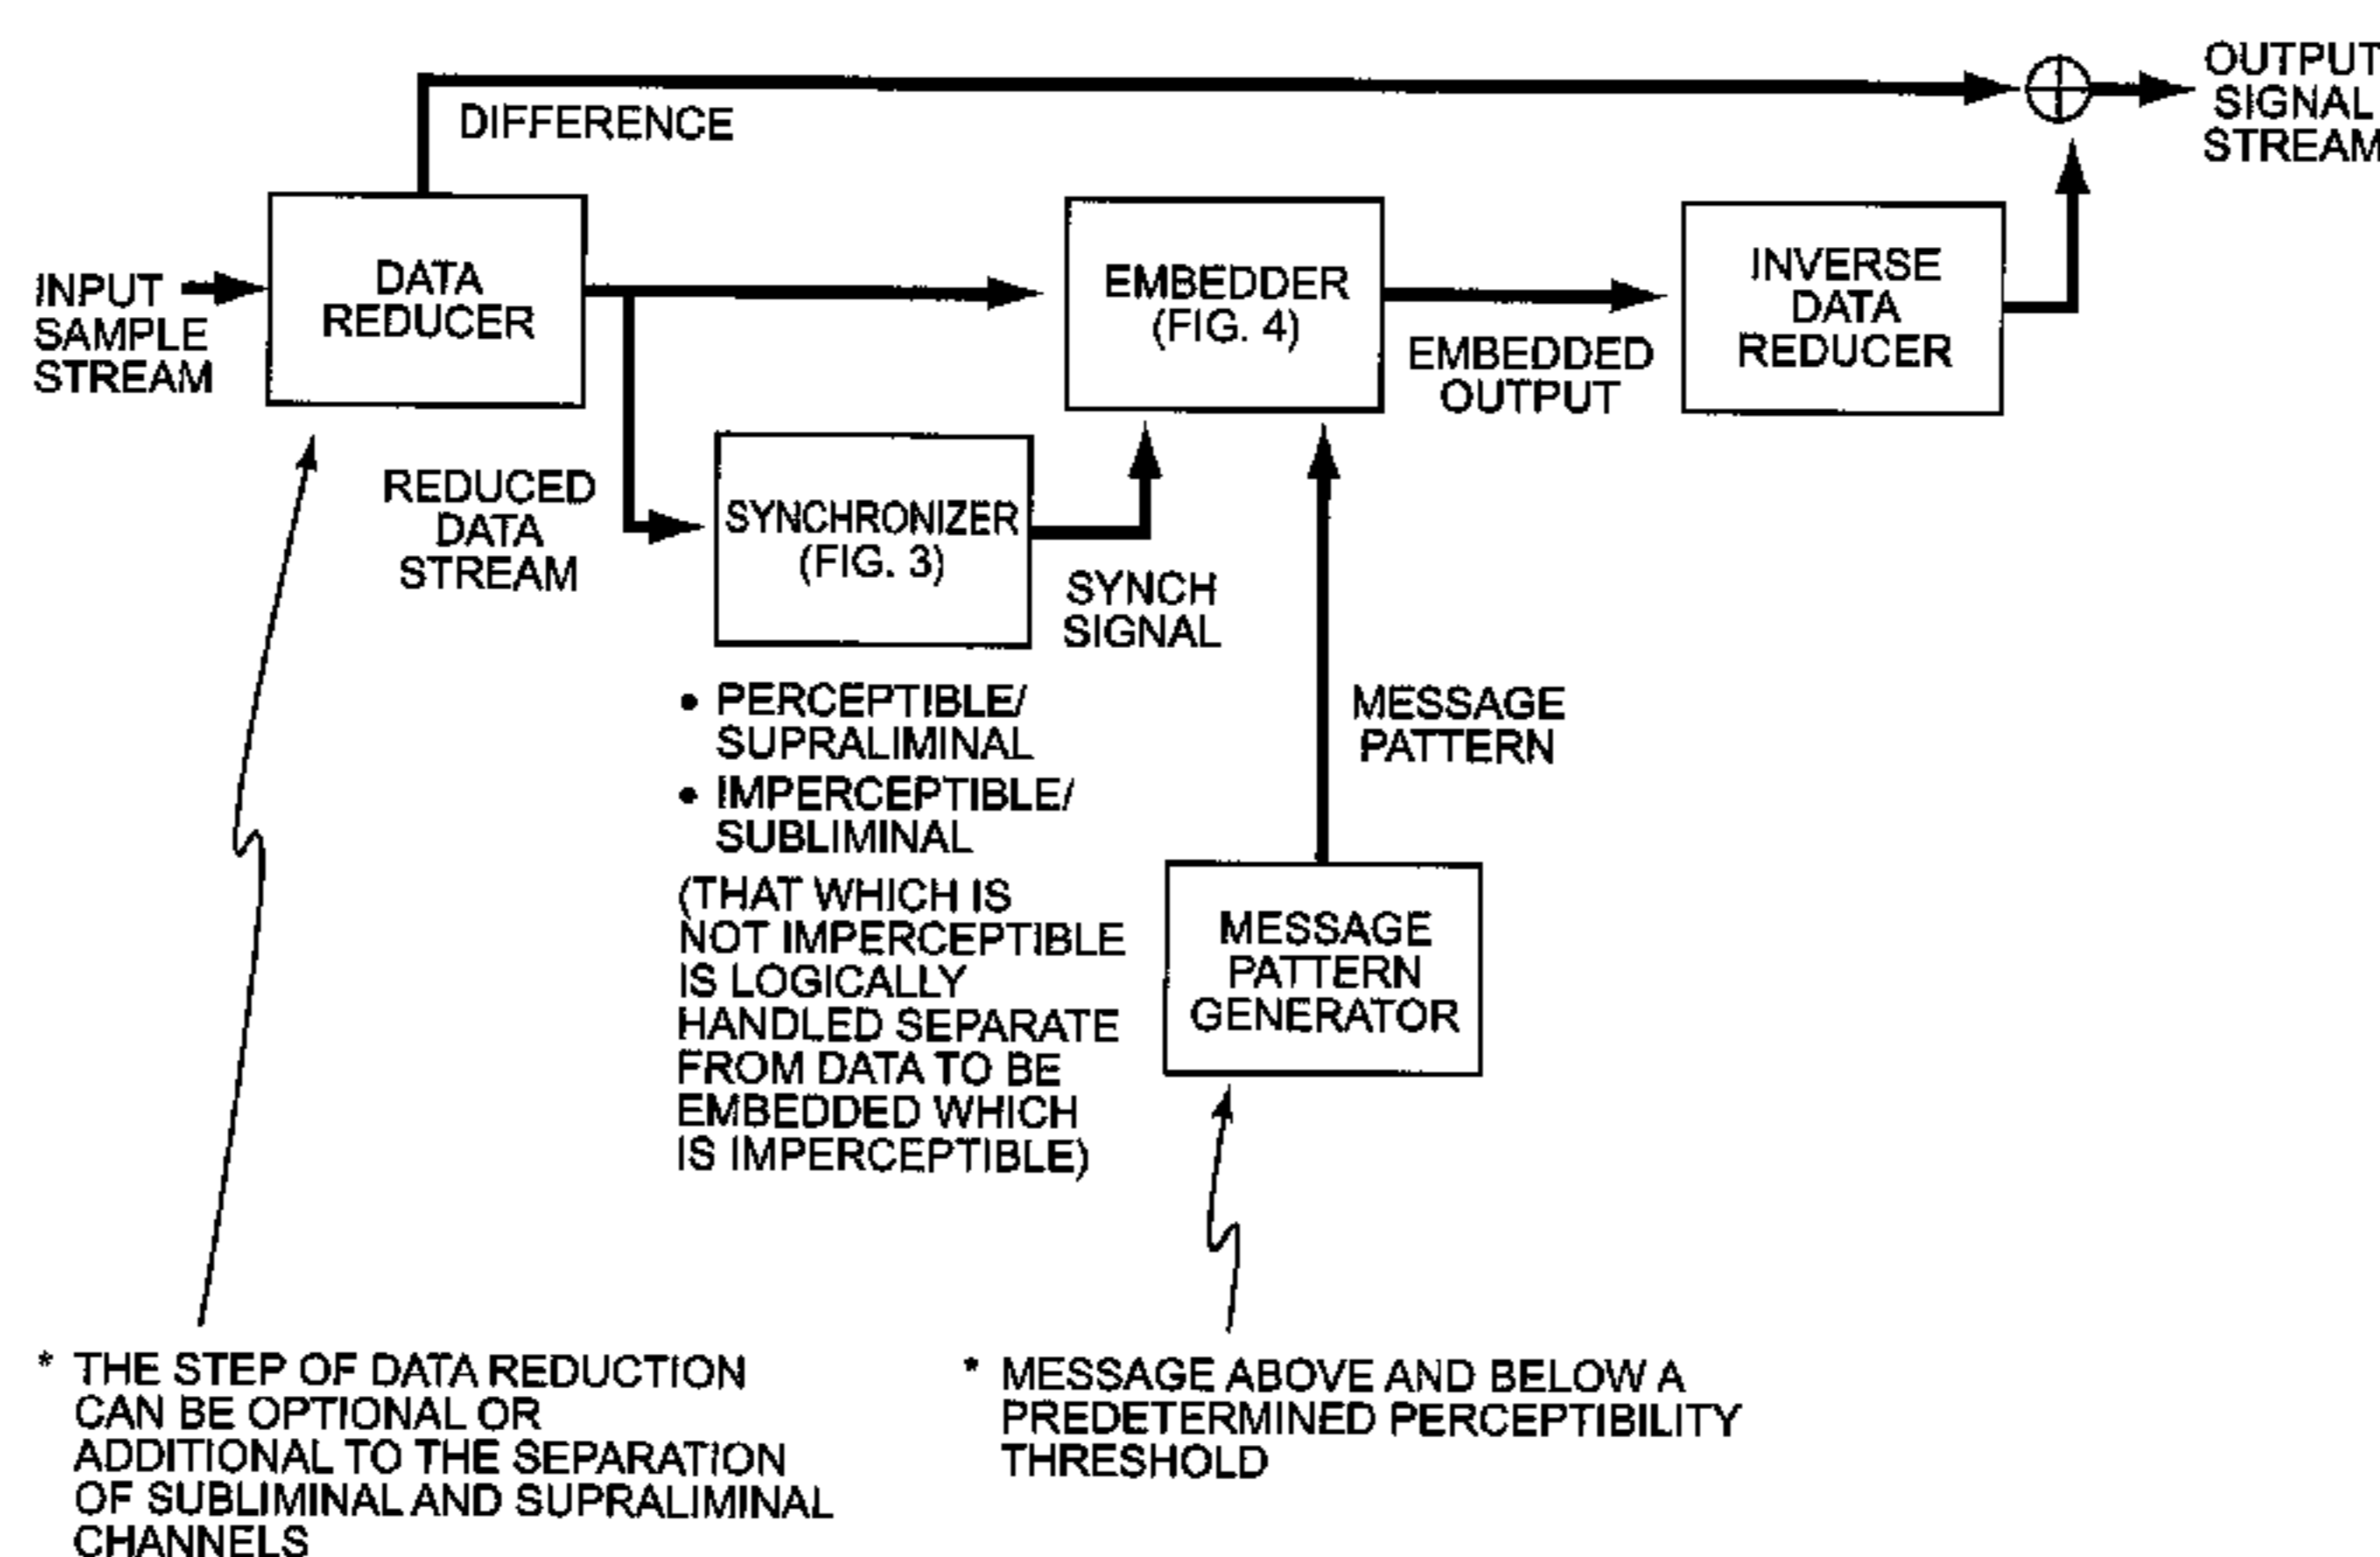 OUTPUT
SIGNAL
STREAM
DIFFERENCE
INPUT
SAMPLE
STREAM
DATA
REDUCER
EMBEDDER
(FIG. 4)
EMBEDDED
OUTPUT
INVERSE
DATA
REDUCER
REDUCED
DATA
STREAM
SYNCHRONIZER
(FIG. 3)
SYNCH
SIGNAL
• PERCEPTIBLE/
SUPRALIMINAL
• IMPERCEPTIBLE/
SUBLIMINAL
(THAT WHICH IS
NOT IMPERCEPTIBLE
IS LOGICALLY
HANDLED SEPARATE
FROM DATA TO BE
EMBEDDED WHICH
IS IMPERCEPTIBLE)
MESSAGE
PATTERN
MESSAGE
PATTERN
GENERATOR
* THE STEP OF DATA REDUCTION
CAN BE OPTIONAL OR
ADDITIONAL TO THE SEPARATION
OF SUBLIMINAL AND SUPRALIMINAL
CHANNELS
* MESSAGE ABOVE AND BELOW A
PREDETERMINED PERCEPTIBILITY
THRESHOLD